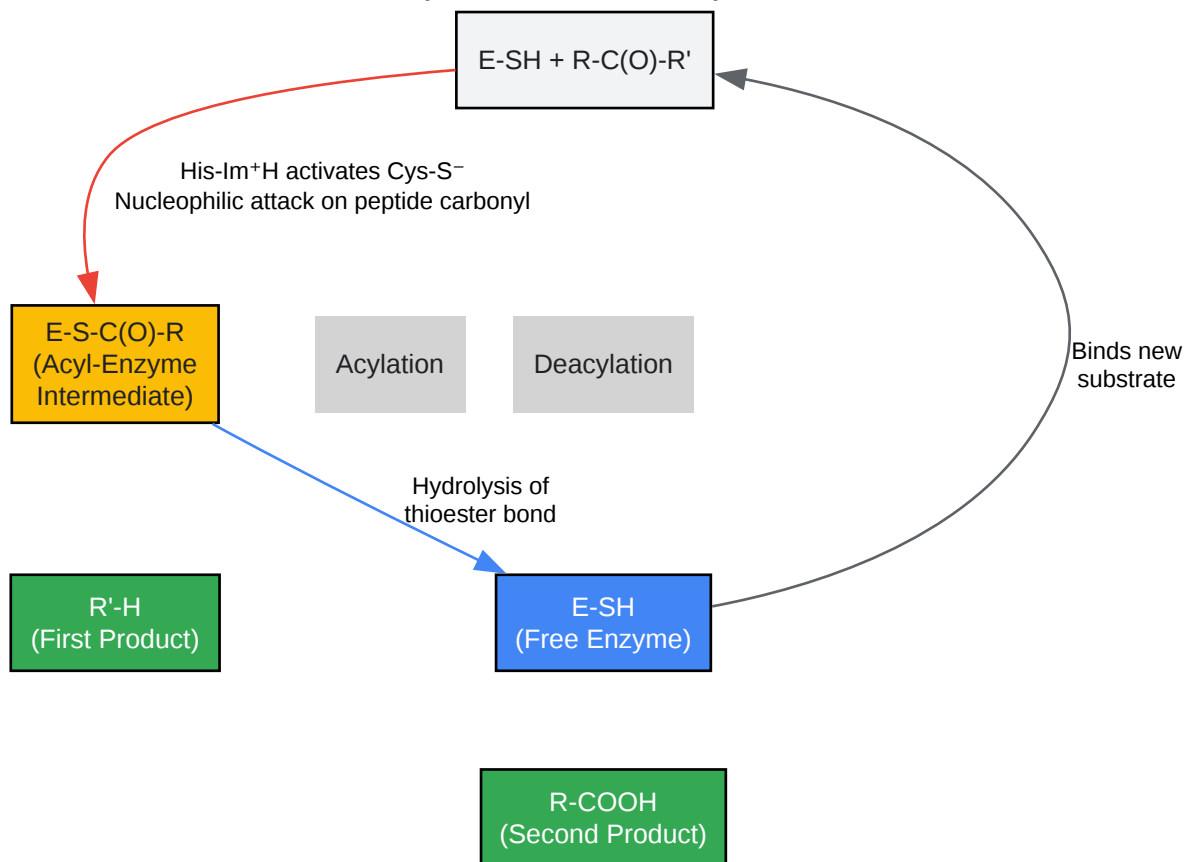 E-SH + R-C(O)-R'
His-Im⁺H activates Cys-S⁻
Nucleophilic attack on peptide carbonyl
E-S-C(O)-R
(Acyl-Enzyme
Intermediate)
Acylation
Deacylation
Binds new
substrate
Hydrolysis of
thioester bond
R'-H
(First Product)
E-SH
(Free Enzyme)
R-COOH
(Second Product)